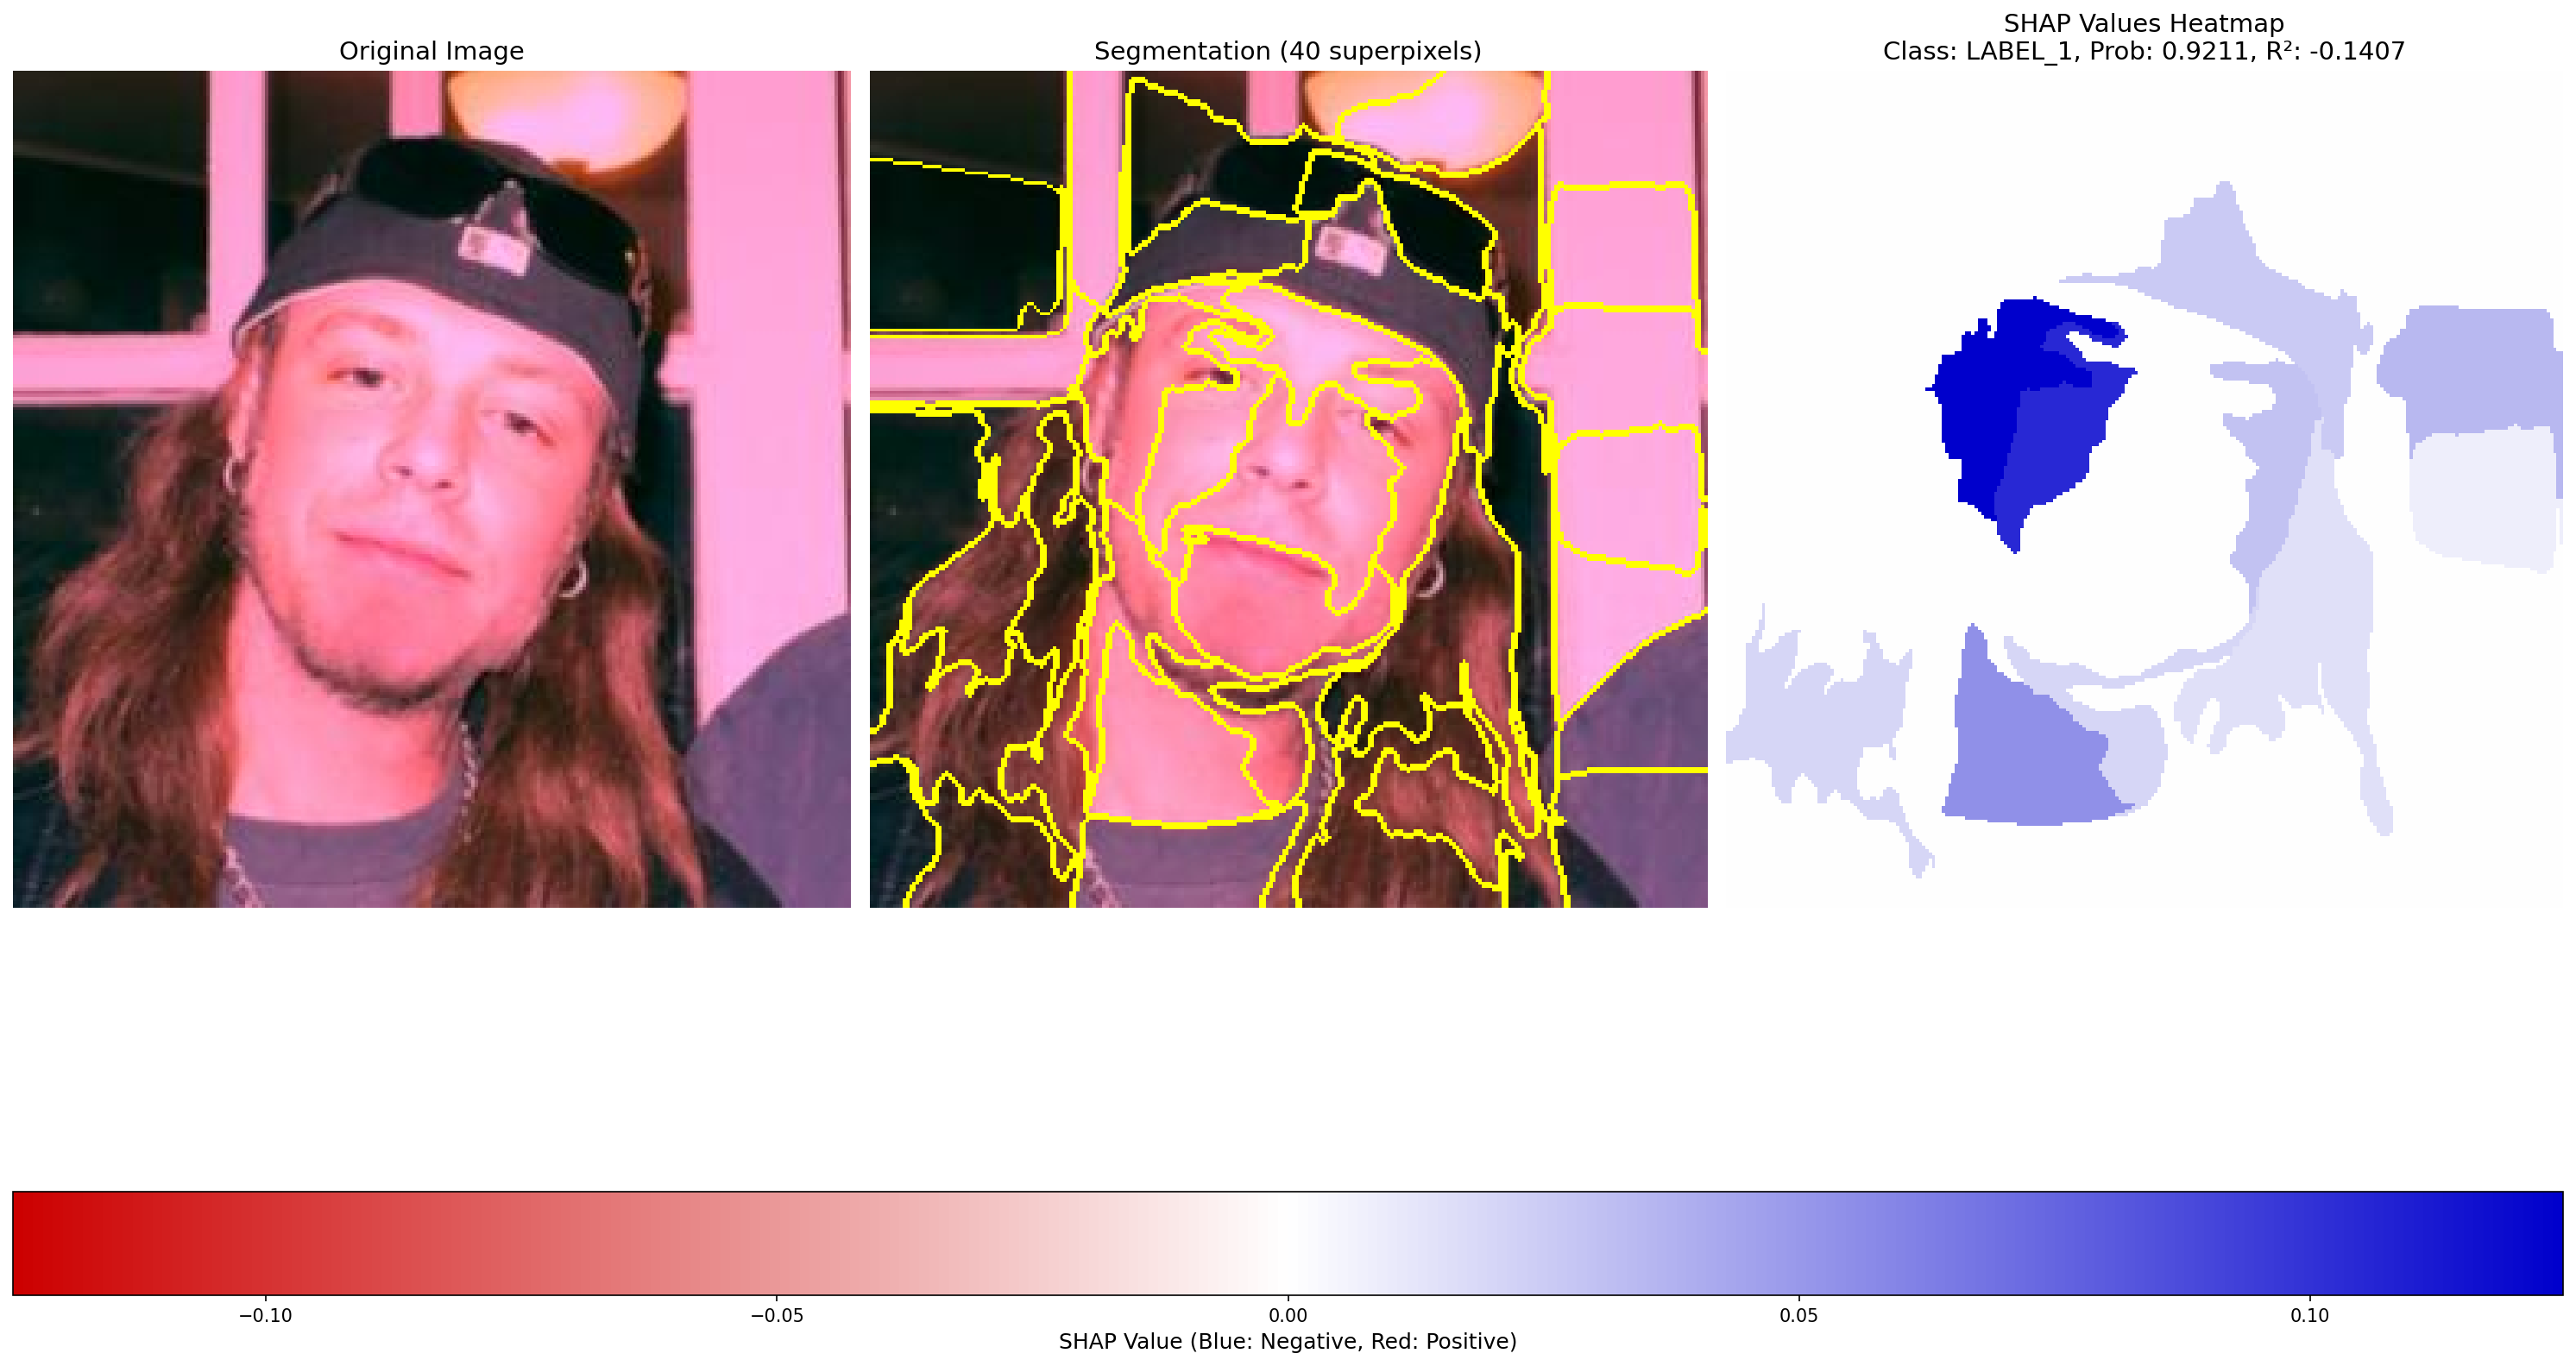 Original Image
Segmentation (40 superpixels)
SHAP Values Heatmap
Class: LABEL_1, Prob: 0.9211, R²: -0.1407
−0.10
−0.05
0.00
0.05
0.10
SHAP Value (Blue: Negative, Red: Positive)